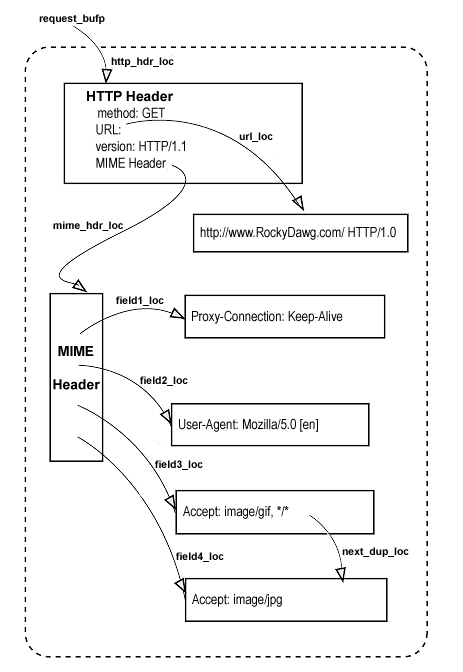 request_bufp
http_hdr_loc
HTTP Header
method: GET
URL:
url_loc
version: HTTP/1.1
MIME Header
mime_hdr_loc
http://www.RockyDawg.com/ HTTP/1.0
field1_loc
Proxy-Connection: Keep-Alive
MIME
Header
field2_loc
User-Agent: Mozilla/5.0 [en]
field3_loc
Accept: image/gif, */*
next_dup_loc
field4_loc
Accept: image/jpg